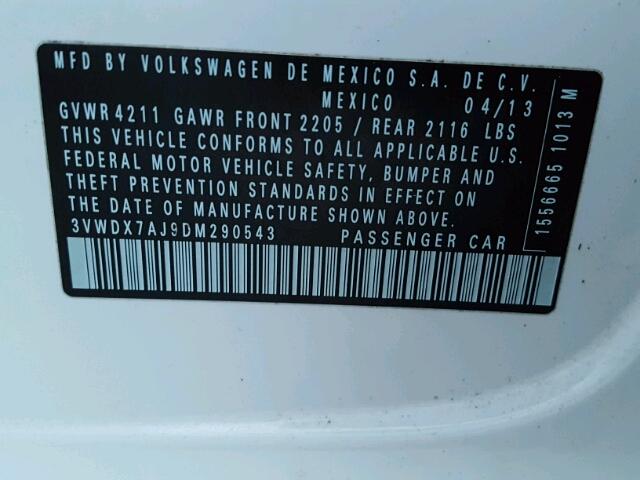 MFD BY VOLKSWAGEN DE MEXICO S.A. DE C.V.
MEXICO 04/13
GVWR 4211 GAWR FRONT 2205 / REAR 2116 LBS
THIS VEHICLE CONFORMS TO ALL APPLICABLE U.S.
FEDERAL MOTOR VEHICLE SAFETY, BUMPER AND
THEFT PREVENTION STANDARDS IN EFFECT ON
THE DATE OF MANUFACTURE SHOWN ABOVE.
3VWDX7AJ9DM290543 PASSENGER CAR
1556665 1013 M